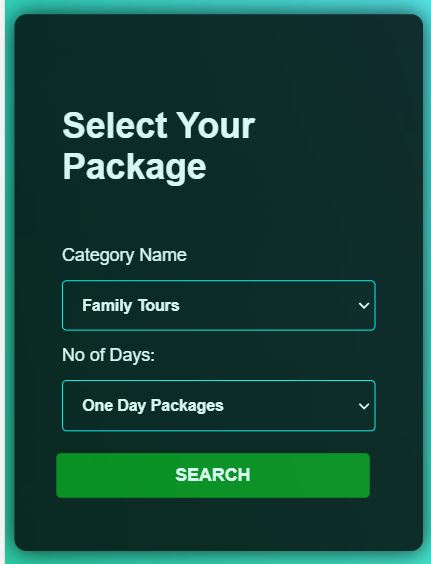 Select Your
Package
Category Name
Family Tours
No of Days:
One Day Packages
SEARCH